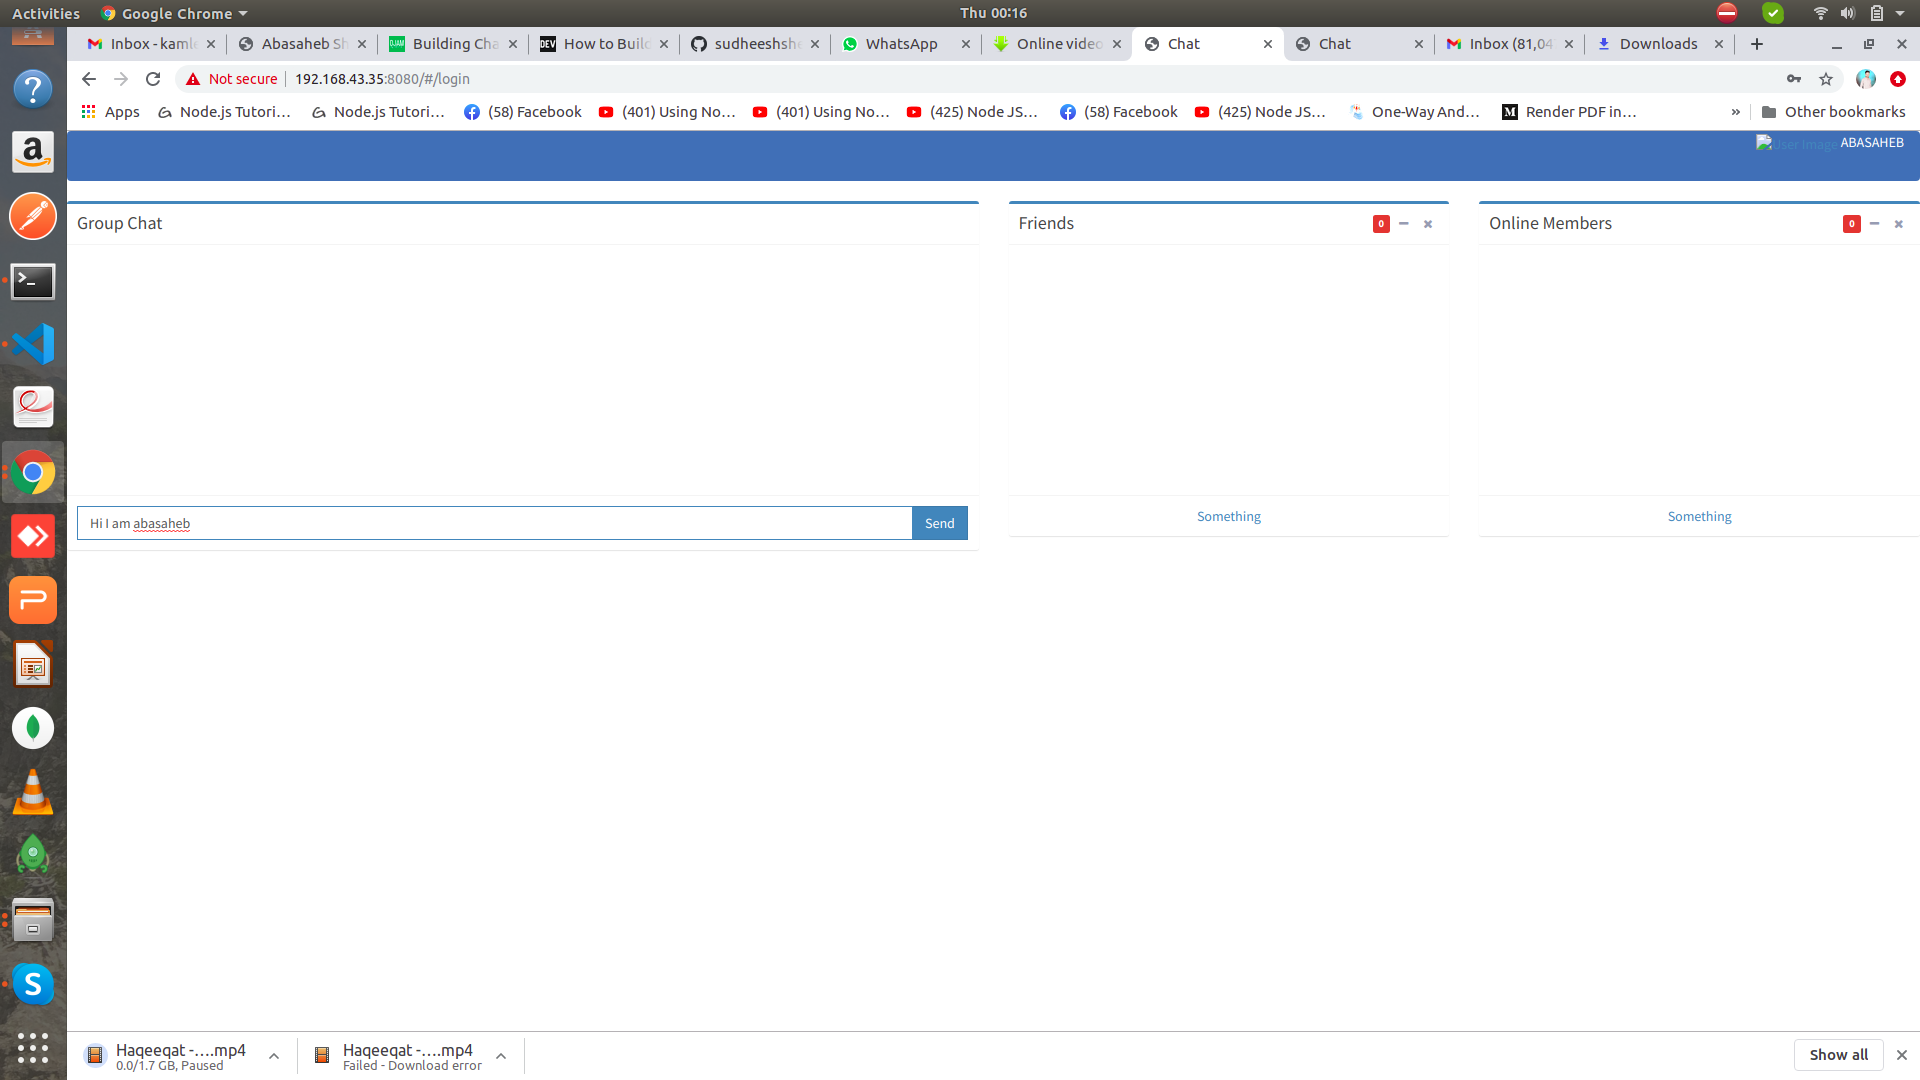 Activities
Google Chrome
Thu 00:16
Inbox - kaml
Abasaheb Sh
Building Cha
How to Build
sudheeshshe
WhatsApp
Online video
Chat
Chat
Inbox (81,04
Downloads
Not secure
192.168.43.35:8080/#/login
Apps
Node.js Tutori...
Node.js Tutori...
(58) Facebook
(401) Using No...
(401) Using No...
(425) Node JS...
(58) Facebook
(425) Node JS...
One-Way And...
Render PDF in...
»
Other bookmarks
User Image
ABASAHEB
Group Chat
Friends
0
Online Members
0
Hi I am abasaheb
Send
Something
Something
Haqeeqat -....mp4
0.0/1.7 GB, Paused
Haqeeqat -....mp4
Failed - Download error
Show all